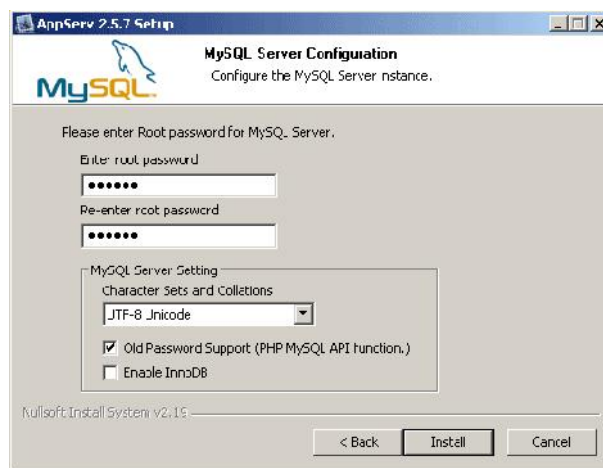 AppServ 2.5.7 Setup
MySQL Server Configuration
Configure the MySQL Server instance.
MySQL
Please enter Root password for MySQL Server.
Enter root password
••••••
Re-enter root password
••••••
MySQL Server Setting
Character Sets and Collations
UTF-8 Unicode
Old Password Support (PHP MySQL API function.)
Enable InnoDB
Nullsoft Install System v2.19
< Back
Install
Cancel